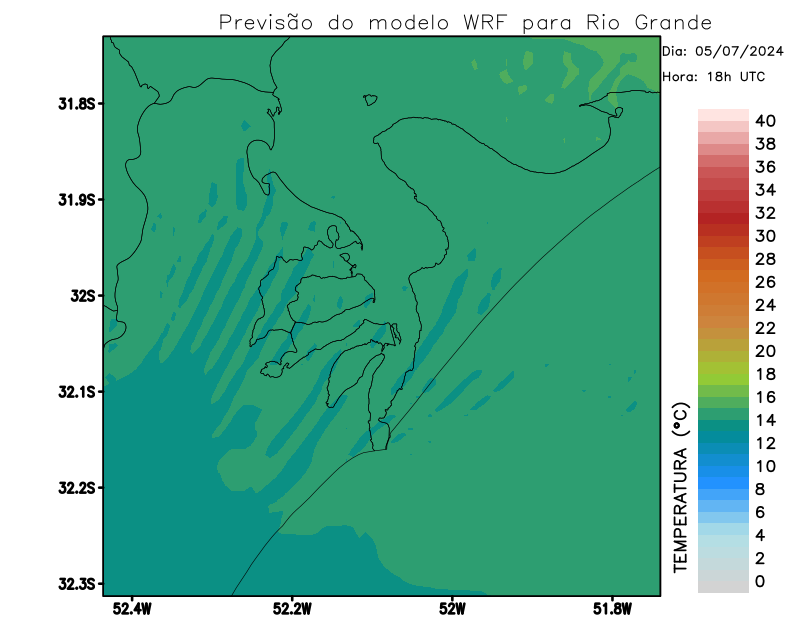 Previsão do modelo WRF para Rio Grande
Dia: 05/07/2024
Hora: 18h UTC
31.8S
31.9S
32S
32.1S
32.2S
32.3S
52.4W
52.2W
52W
51.8W
TEMPERATURA (°C)
40
38
36
34
32
30
28
26
24
22
20
18
16
14
12
10
8
6
4
2
0